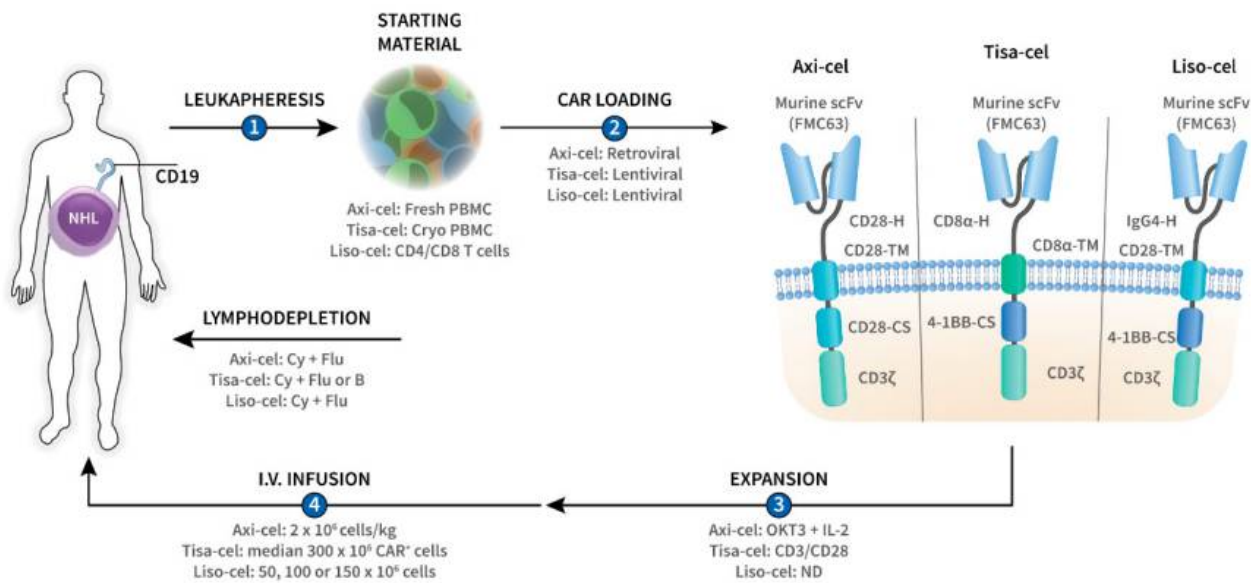 STARTING
MATERIAL
LEUKAPHERESIS
1
CD19
NHL
Axi-cel: Fresh PBMC
Tisa-cel: Cryo PBMC
Liso-cel: CD4/CD8 T cells
CAR LOADING
2
Axi-cel: Retroviral
Tisa-cel: Lentiviral
Liso-cel: Lentiviral
Axi-cel
Murine scFv
(FMC63)
CD28-H
CD28-TM
CD28-CS
CD3ζ
Tisa-cel
Murine scFv
(FMC63)
CD8α-H
CD8α-TM
4-1BB-CS
CD3ζ
Liso-cel
Murine scFv
(FMC63)
IgG4-H
CD28-TM
4-1BB-CS
CD3ζ
LYMPHODEPLETION
Axi-cel: Cy + Flu
Tisa-cel: Cy + Flu or B
Liso-cel: Cy + Flu
EXPANSION
3
Axi-cel: OKT3 + IL-2
Tisa-cel: CD3/CD28
Liso-cel: ND
I.V. INFUSION
4
Axi-cel: 2 x 10⁶ cells/kg
Tisa-cel: median 300 x 10⁶ CAR⁺ cells
Liso-cel: 50, 100 or 150 x 10⁶ cells